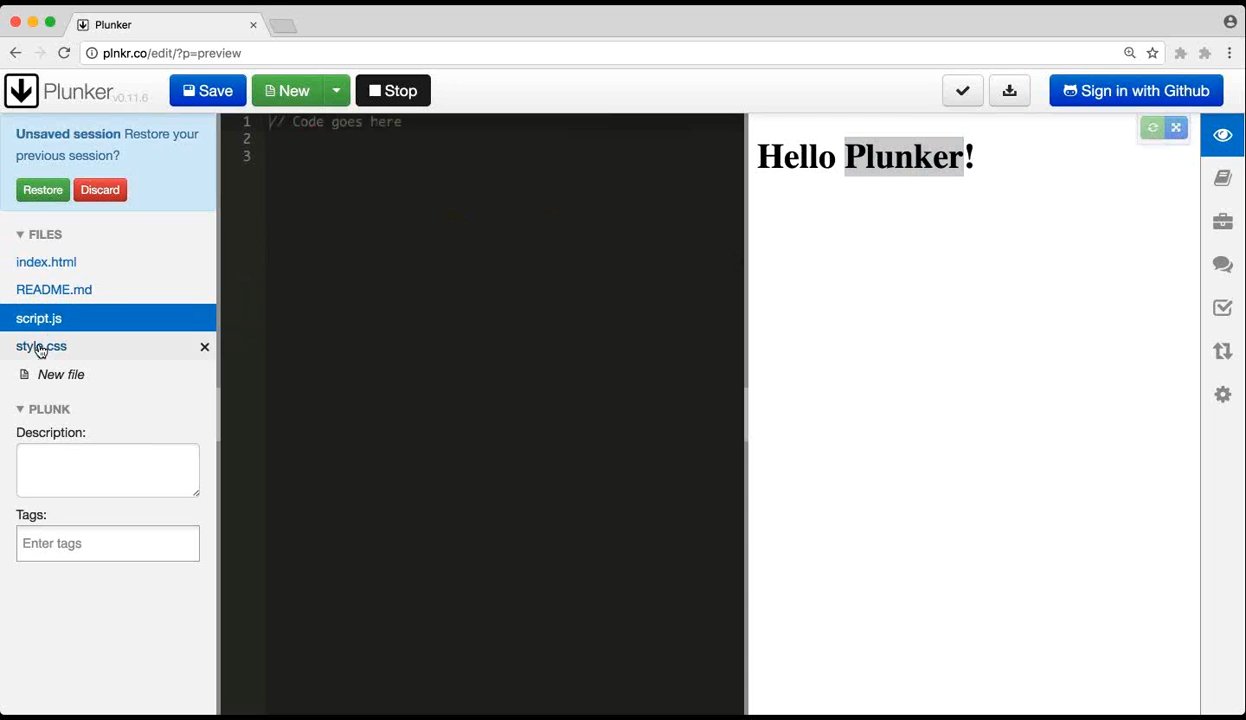 Plunker
plnkr.co/edit/?p=preview
Plunker v0.11.6
Save
New
Stop
Sign in with Github
Unsaved session Restore your
previous session?
Restore
Discard
FILES
index.html
README.md
script.js
style.css
New file
PLUNK
Description:
Tags:
Enter tags
1 // Code goes here
2
3
Hello Plunker!